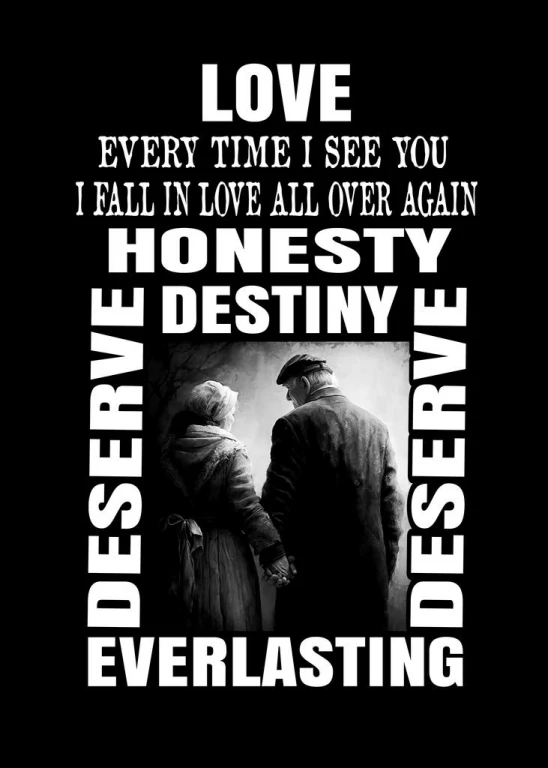 LOVE
EVERY TIME I SEE YOU
I FALL IN LOVE ALL OVER AGAIN
HONESTY
DESTINY
DESERVE
DESERVE
EVERLASTING